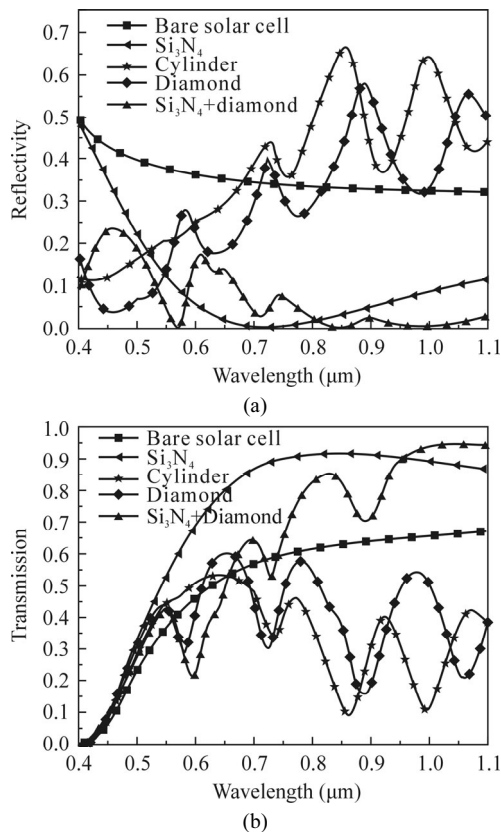 0.7
Bare solar cell
0.6
Si₃N₄
Cylinder
0.5
Diamond
Si₃N₄+diamond
0.4
0.3
0.2
0.1
0.0
Reflectivity
0.4 0.5 0.6 0.7 0.8 0.9 1.0 1.1
Wavelength (μm)
(a)
1.0
Bare solar cell
0.9
Si₃N₄
0.8
Cylinder
Diamond
0.7
Si₃N₄+Diamond
0.6
0.5
0.4
0.3
0.2
0.1
0.0
Transmission
0.4 0.5 0.6 0.7 0.8 0.9 1.0 1.1
Wavelength (μm)
(b)